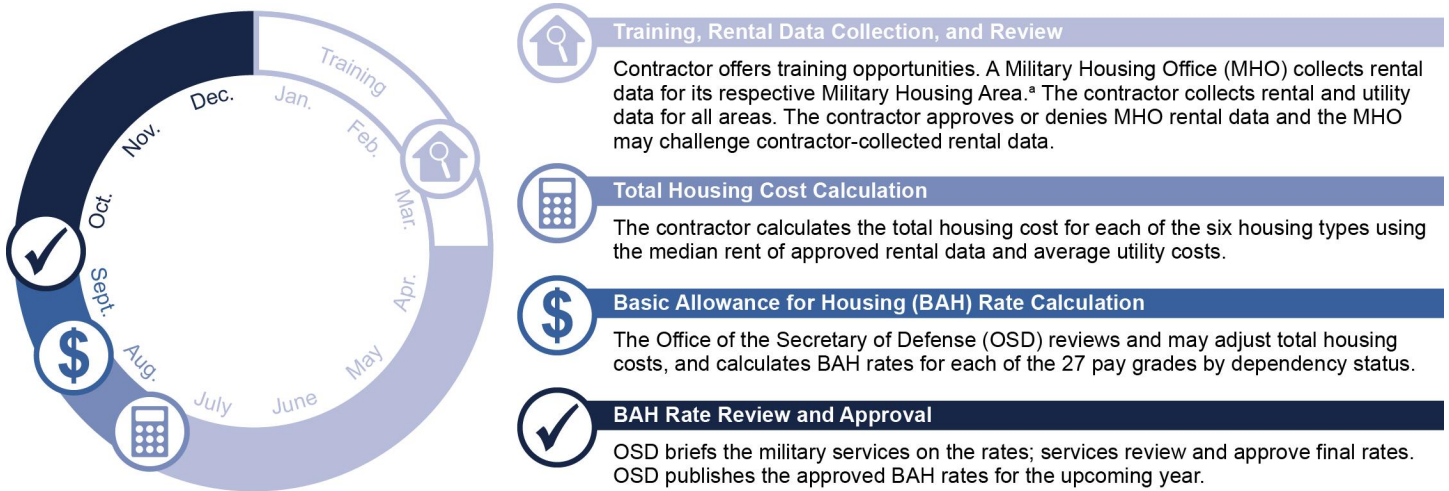 Training
Jan.
Feb.
Mar.
Apr.
May
June
July
Aug.
Sept.
Oct.
Nov.
Dec.
$
Training, Rental Data Collection, and Review
Contractor offers training opportunities. A Military Housing Office (MHO) collects rental
data for its respective Military Housing Area.ª The contractor collects rental and utility
data for all areas. The contractor approves or denies MHO rental data and the MHO
may challenge contractor-collected rental data.
Total Housing Cost Calculation
The contractor calculates the total housing cost for each of the six housing types using
the median rent of approved rental data and average utility costs.
$
Basic Allowance for Housing (BAH) Rate Calculation
The Office of the Secretary of Defense (OSD) reviews and may adjust total housing
costs, and calculates BAH rates for each of the 27 pay grades by dependency status.
BAH Rate Review and Approval
OSD briefs the military services on the rates; services review and approve final rates.
OSD publishes the approved BAH rates for the upcoming year.